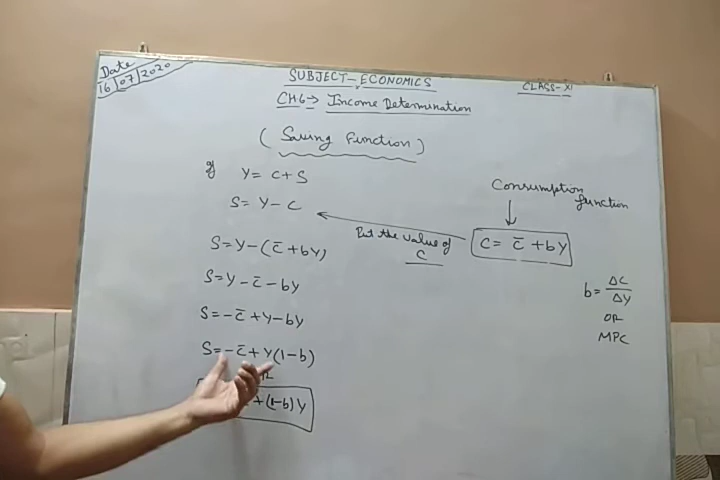 Date
16/07/2020
SUBJECT-ECONOMICS
CLASS-XI
CH6→ Income Determination
(Saving Function)
If Y= C+S
S= Y-C
Consumption function
Put the value of C
C= c̄ +bY
S=Y-(c̄+bY)
S=Y-c̄-bY
S=-c̄+Y-bY
S=-c̄+Y(1-b)
+(1-b)Y
b= ΔC/ΔY
OR
MPC